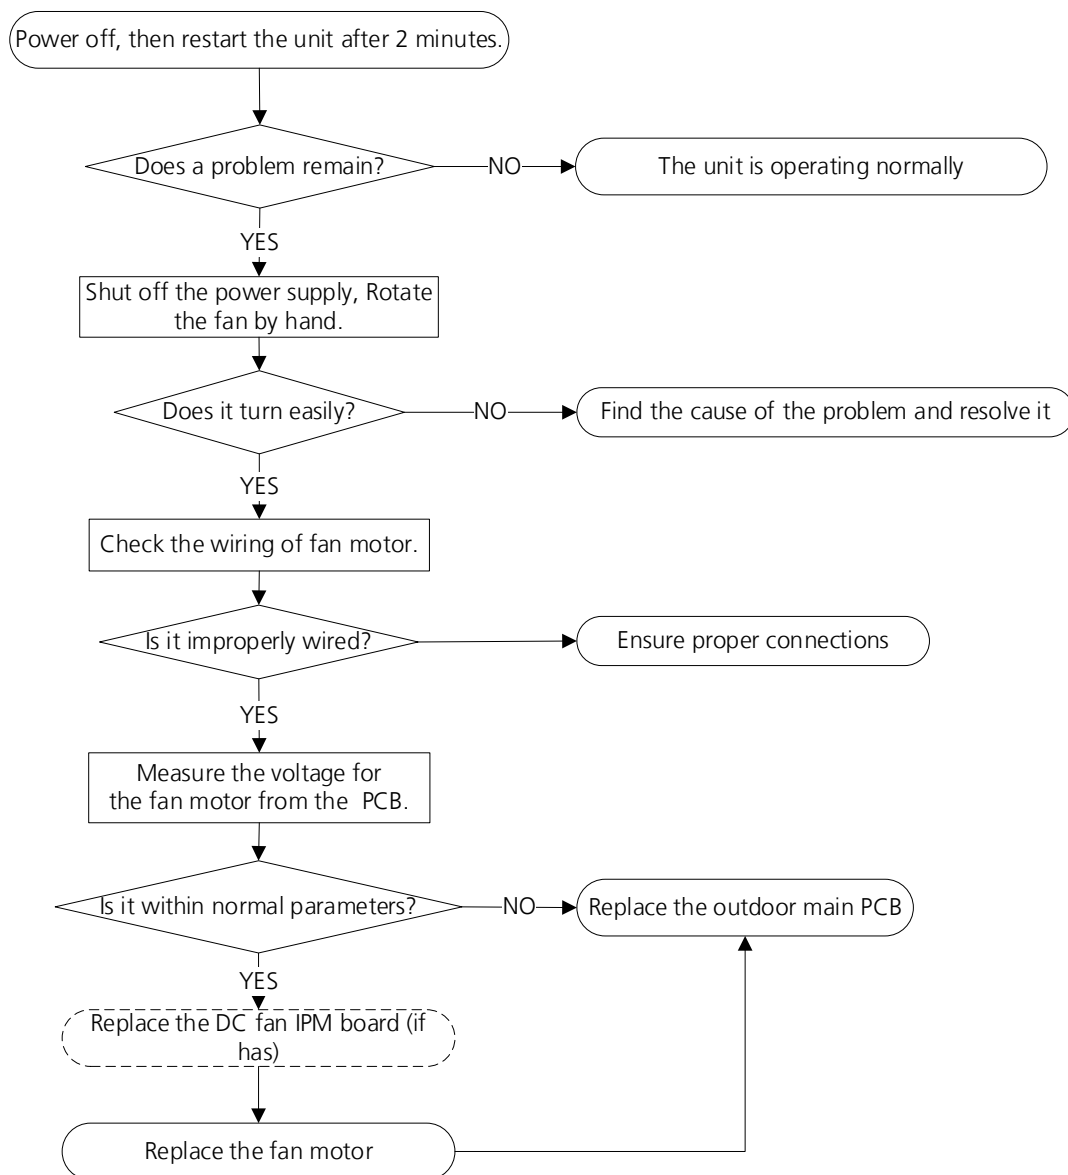 Power off, then restart the unit after 2 minutes.
Does a problem remain?
NO
The unit is operating normally
YES
Shut off the power supply, Rotate
the fan by hand.
Does it turn easily?
NO
Find the cause of the problem and resolve it
YES
Check the wiring of fan motor.
Is it improperly wired?
Ensure proper connections
YES
Measure the voltage for
the fan motor from the PCB.
Is it within normal parameters?
NO
Replace the outdoor main PCB
YES
Replace the DC fan IPM board (if
has)
Replace the fan motor